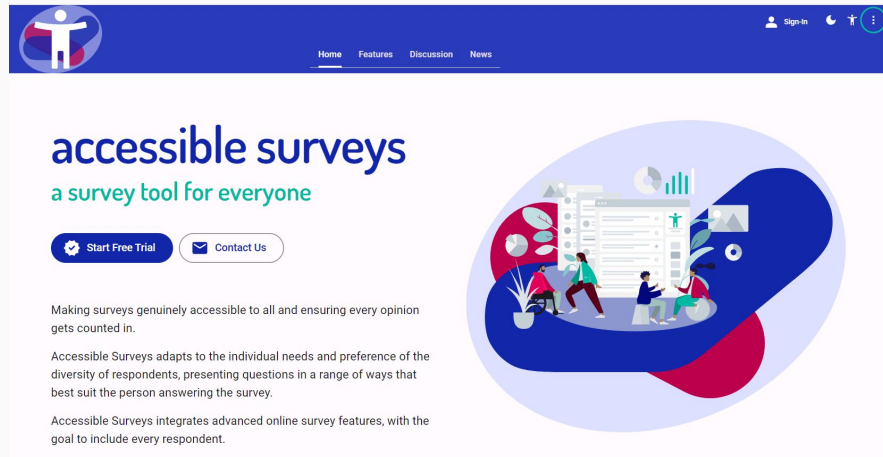 Sign-In
Home Features Discussion News
accessible surveys
a survey tool for everyone
Start Free Trial
Contact Us
Making surveys genuinely accessible to all and ensuring every opinion
gets counted in.
Accessible Surveys adapts to the individual needs and preference of the
diversity of respondents, presenting questions in a range of ways that
best suit the person answering the survey.
Accessible Surveys integrates advanced online survey features, with the
goal to include every respondent.